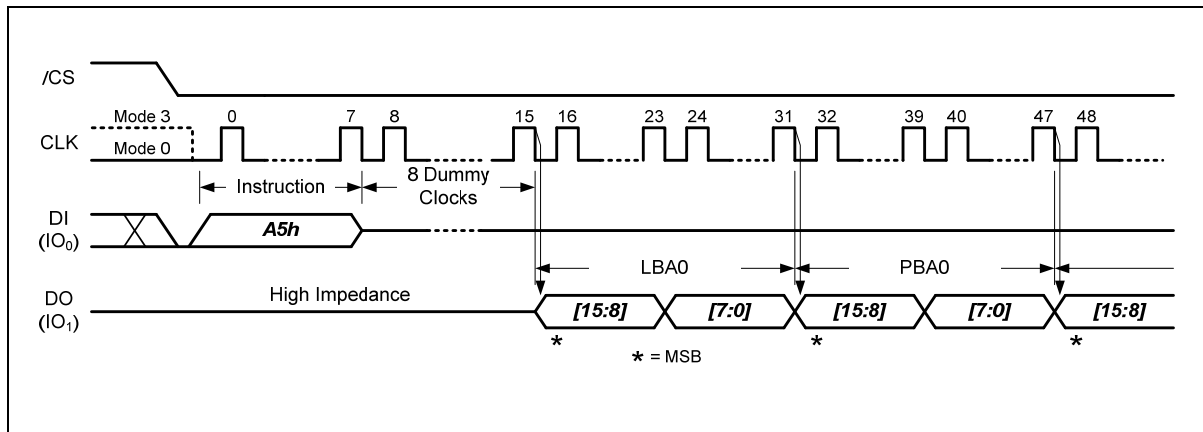 /CS
Mode 3 0 7 8 15 16 23 24 31 32 39 40 47 48
CLK
Mode 0
Instruction
8 Dummy
Clocks
DI
(IO0)
A5h
LBA0 PBA0
High Impedance
DO
(IO1)
[15:8] [7:0] [15:8] [7:0] [15:8]
* * *
* = MSB